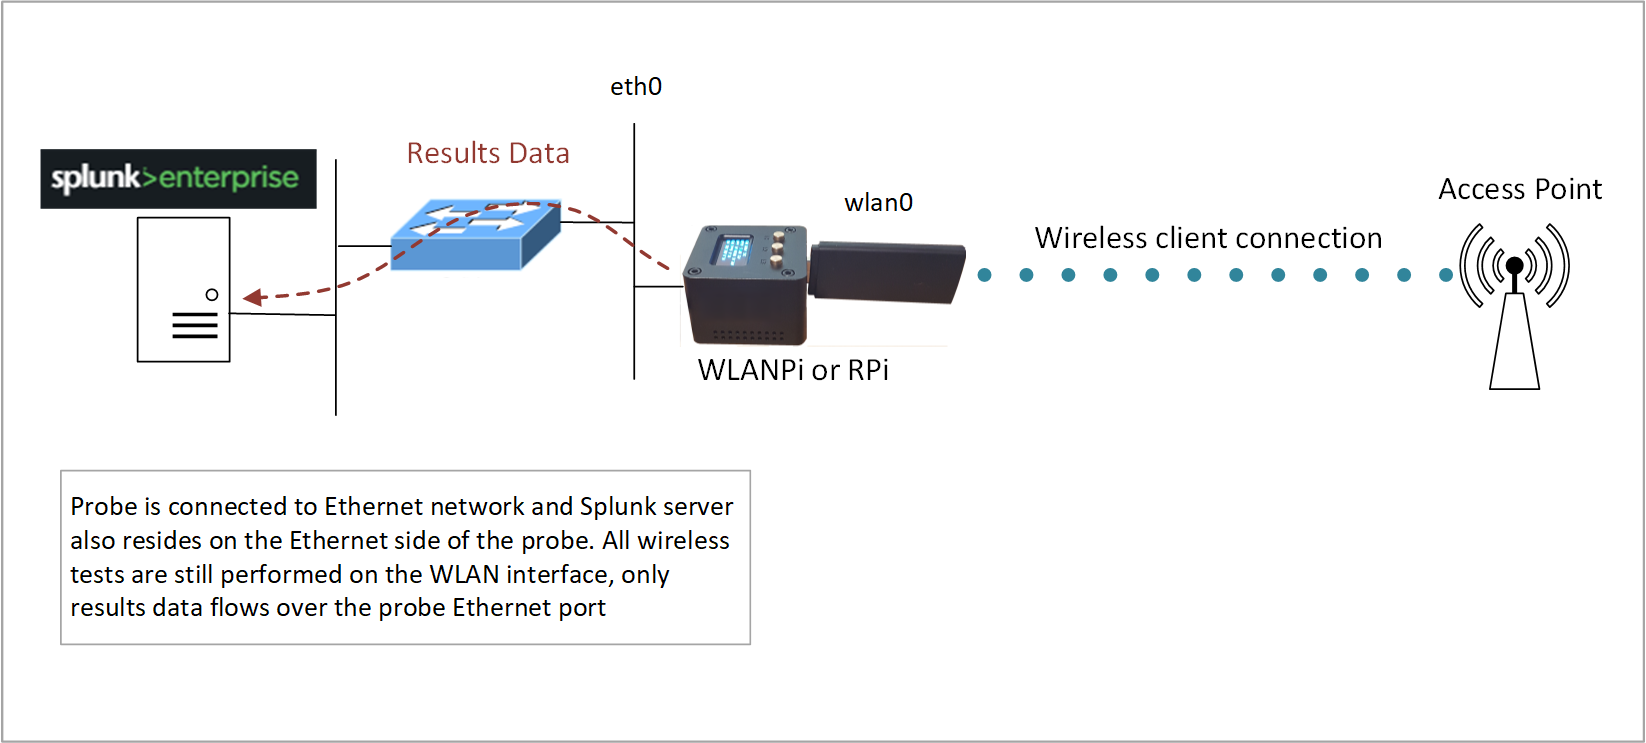 eth0
Results Data
splunk>enterprise
wlan0
Access Point
Wireless client connection
WLANPi or RPi
Probe is connected to Ethernet network and Splunk server
also resides on the Ethernet side of the probe. All wireless
tests are still performed on the WLAN interface, only
results data flows over the probe Ethernet port